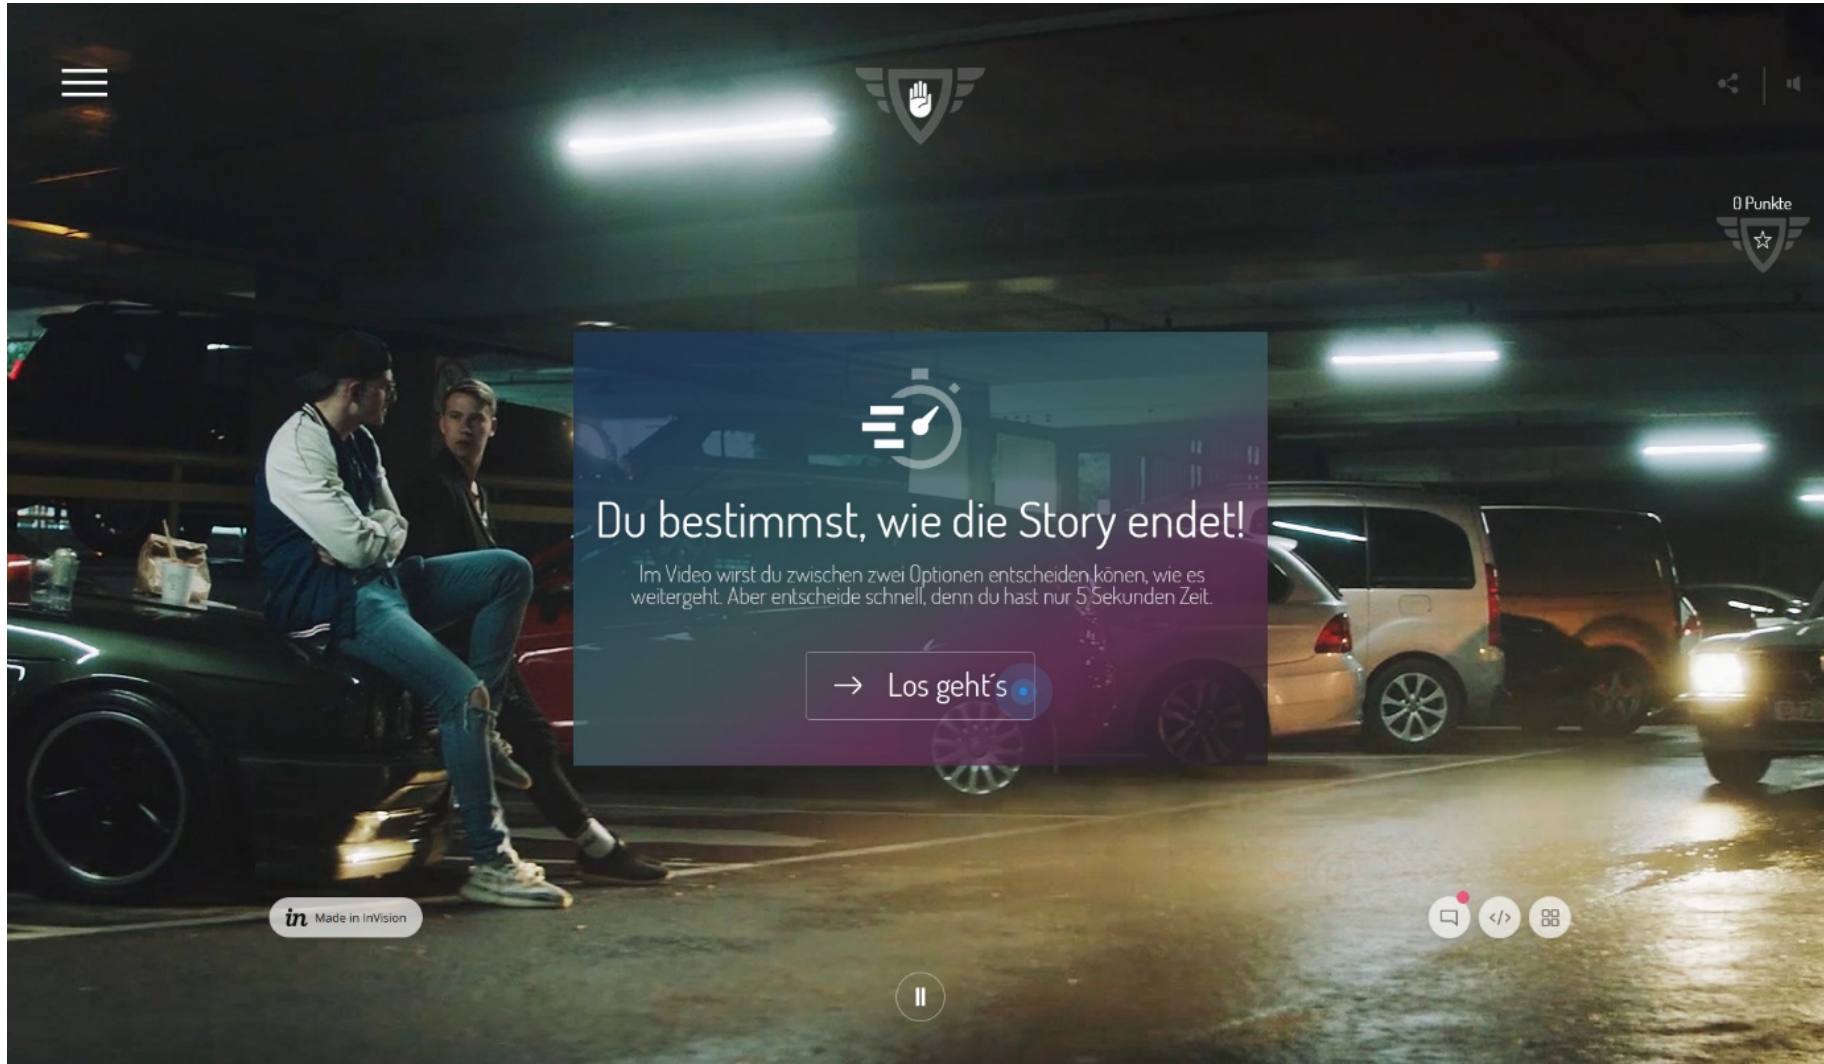 0 Punkte
Du bestimmst, wie die Story endet!
Im Video wirst du zwischen zwei Optionen entscheiden könen, wie es
weitergeht. Aber entscheide schnell, denn du hast nur 5 Sekunden Zeit.
Los geht´s
in Made in InVision